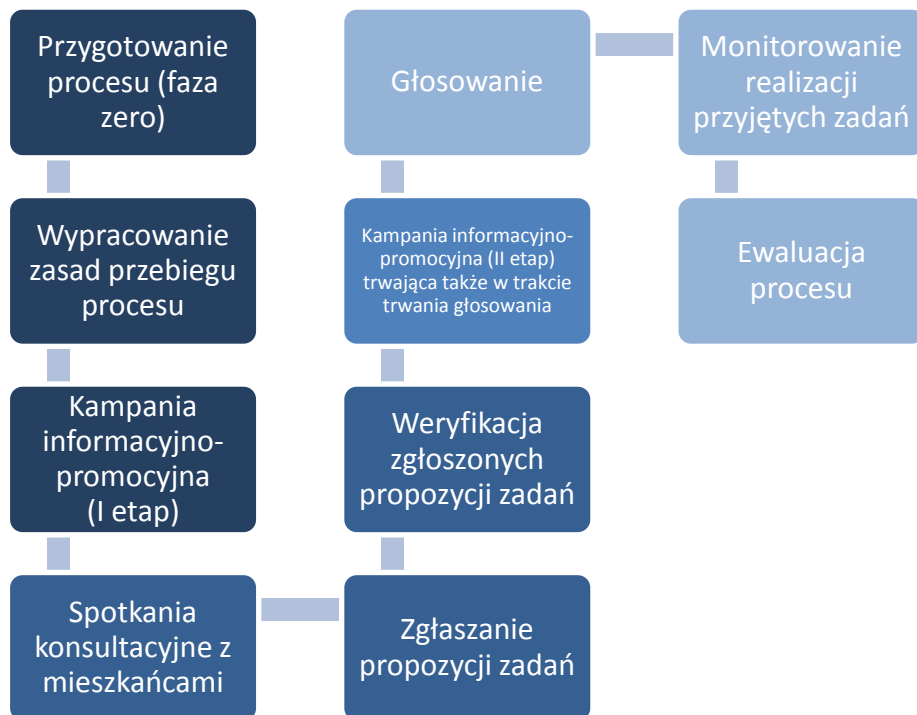 Przygotowanie
procesu (faza
zero)
Wypracowanie
zasad przebiegu
procesu
Kampania
informacyjno-
promocyjna
(I etap)
Spotkania
konsultacyjne z
mieszkańcami
Zgłaszanie
propozycji zadań
Weryfikacja
zgłoszonych
propozycji zadań
Kampania informacyjno-
promocyjna (II etap)
trwająca także w trakcie
trwania głosowania
Głosowanie
Monitorowanie
realizacji
przyjętych zadań
Ewaluacja
procesu